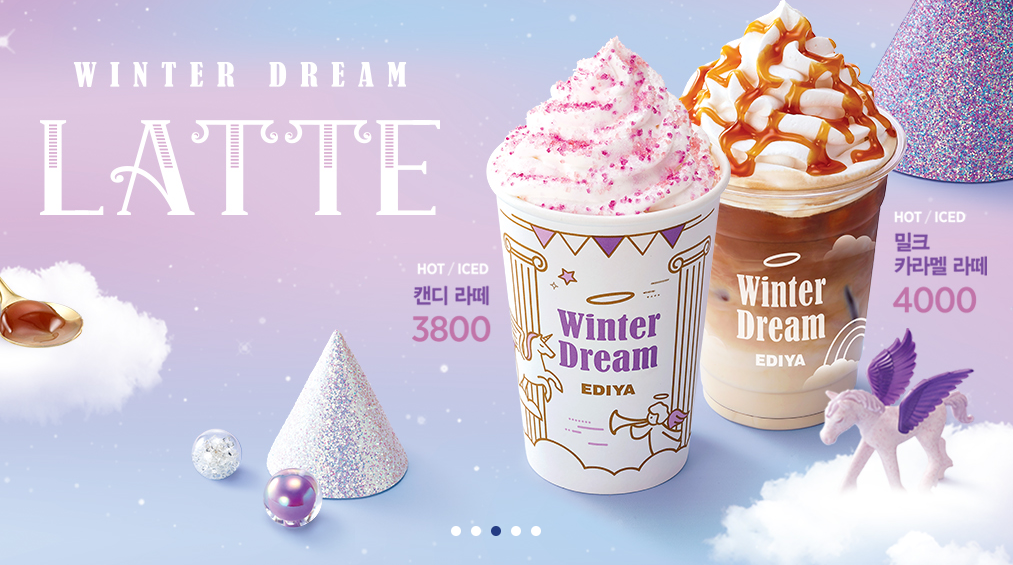 WINTER DREAM
LATTE
HOT / ICED
캔디 라떼
3800
Winter
Dream
EDIYA
Winter
Dream
EDIYA
HOT / ICED
밀크
카라멜 라떼
4000